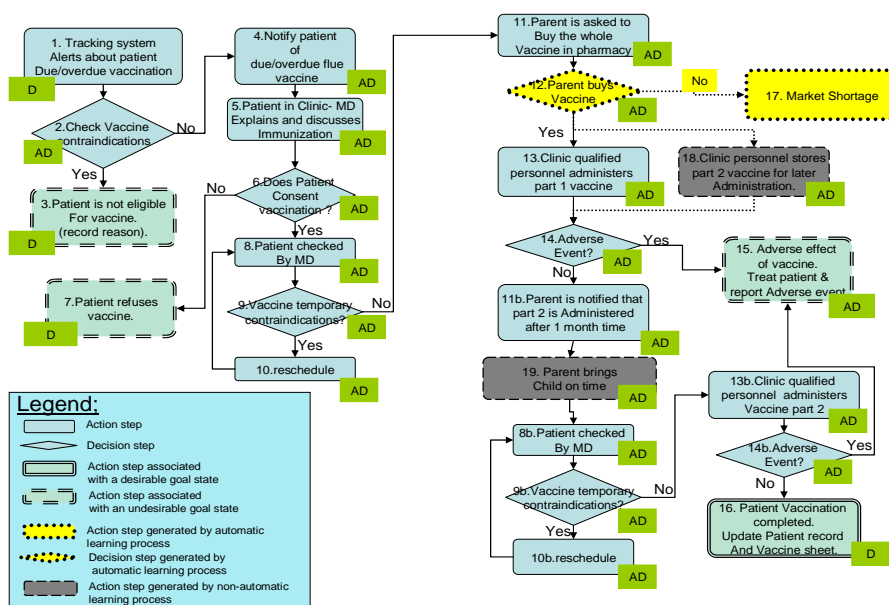 1. Tracking system
Alerts about patient
Due/overdue vaccination
D
2.Check Vaccine
contraindications
AD
No
Yes
3.Patient is not eligible
For vaccine.
(record reason).
D
4.Notify patient
of
due/overdue flue
vaccine
AD
5.Patient in Clinic- MD
Explains and discusses
Immunization
AD
6.Does Patient
Consent
vaccination ?
AD
No
Yes
7.Patient refuses
vaccine.
D
8.Patient checked
By MD
AD
9.Vaccine temporary
contraindications?
AD
No
Yes
10.reschedule
AD
11.Parent is asked to
Buy the whole
Vaccine in pharmacy
AD
12.Parent buys
Vaccine
AD
No
17. Market Shortage
Yes
13.Clinic qualified
personnel administers
part 1 vaccine
AD
18.Clinic personnel stores
part 2 vaccine for later
Administration.
AD
14.Adverse
Event?
AD
Yes
No
15. Adverse effect
of vaccine.
Treat patient &
report Adverse event
AD
11b.Parent is notified that
part 2 is Administered
after 1 month time
AD
19. Parent brings
Child on time
AD
8b.Patient checked
By MD
AD
9b.Vaccine temporary
contraindications?
AD
No
Yes
10b.reschedule
AD
13b.Clinic qualified
personnel administers
Vaccine part 2
AD
14b.Adverse
Event?
AD
Yes
No
16. Patient Vaccination
completed.
Update Patient record
And Vaccine sheet.
D
Legend:
Action step
Decision step
Action step associated
with a desirable goal state
Action step associated
with an undesirable goal state
Action step generated by automatic
learning process
Decision step generated by
automatic learning process
Action step generated by non-automatic
learning process